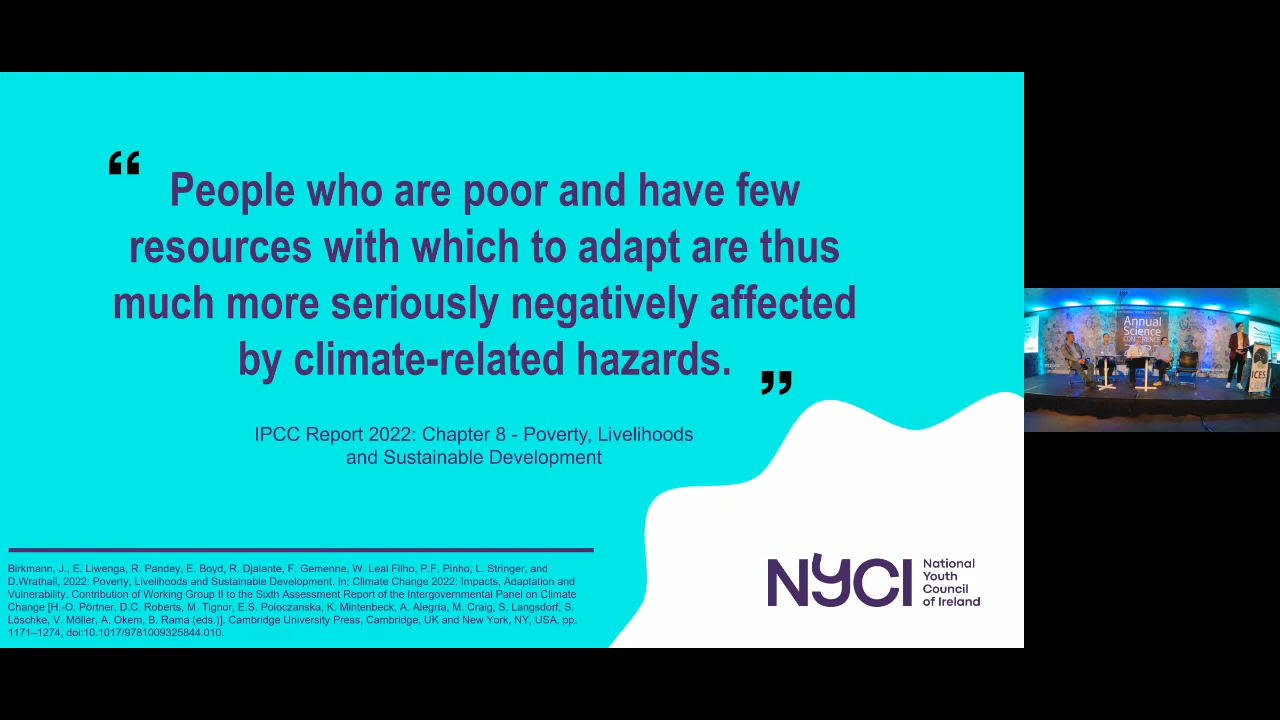 “
People who are poor and have few
resources with which to adapt are thus
much more seriously negatively affected
by climate-related hazards.
”
IPCC Report 2022: Chapter 8 - Poverty, Livelihoods
and Sustainable Development
Birkmann, J., E. Liwenga, R. Pandey, E. Boyd, R. Djalante, F. Gemenne, W. Leal Filho, P.F. Pinho, L. Stringer, and
D.Wrathall, 2022: Poverty, Livelihoods and Sustainable Development. In: Climate Change 2022: Impacts, Adaptation and
Vulnerability. Contribution of Working Group II to the Sixth Assessment Report of the Intergovernmental Panel on Climate
Change [H.-O. Pörtner, D.C. Roberts, M. Tignor, E.S. Poloczanska, K. Mintenbeck, A. Alegría, M. Craig, S. Langsdorf, S.
Löschke, V. Möller, A. Okem, B. Rama (eds.)]. Cambridge University Press, Cambridge, UK and New York, NY, USA, pp.
1171–1274, doi:10.1017/9781009325844.010.
NYCI
National
Youth
Council
of Ireland
Annual
Science
CONFERENCE
ICES